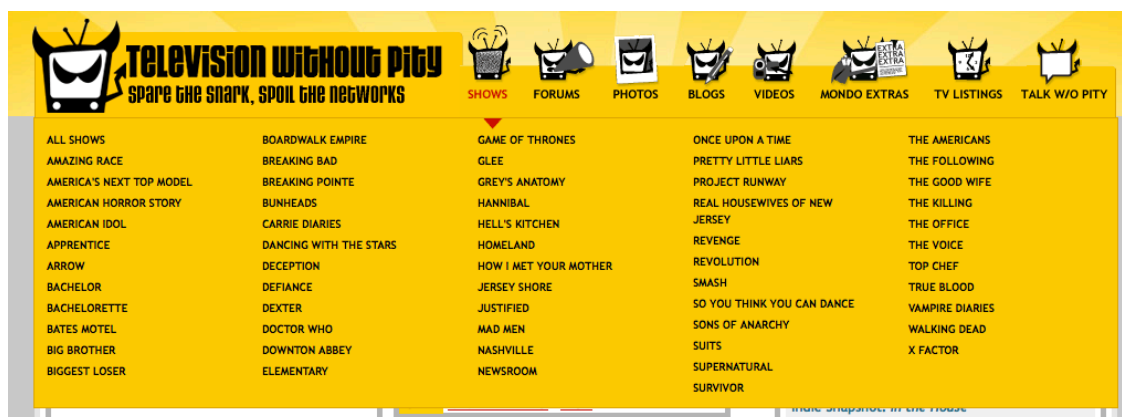 TELEVISION WITHOUT PITY
SPARE THE SNARK, SPOIL THE NETWORKS
EXTRA
EXTRA
EXTRA
SHOWS
FORUMS
PHOTOS
BLOGS
VIDEOS
MONDO EXTRAS
TV LISTINGS
TALK W/O PITY
ALL SHOWS
AMAZING RACE
AMERICA'S NEXT TOP MODEL
AMERICAN HORROR STORY
AMERICAN IDOL
APPRENTICE
ARROW
BACHELOR
BACHELORETTE
BATES MOTEL
BIG BROTHER
BIGGEST LOSER
BOARDWALK EMPIRE
BREAKING BAD
BREAKING POINTE
BUNHEADS
CARRIE DIARIES
DANCING WITH THE STARS
DECEPTION
DEFIANCE
DEXTER
DOCTOR WHO
DOWNTON ABBEY
ELEMENTARY
GAME OF THRONES
GLEE
GREY'S ANATOMY
HANNIBAL
HELL'S KITCHEN
HOMELAND
HOW I MET YOUR MOTHER
JERSEY SHORE
JUSTIFIED
MAD MEN
NASHVILLE
NEWSROOM
ONCE UPON A TIME
PRETTY LITTLE LIARS
PROJECT RUNWAY
REAL HOUSEWIVES OF NEW
JERSEY
REVENGE
REVOLUTION
SMASH
SO YOU THINK YOU CAN DANCE
SONS OF ANARCHY
SUITS
SUPERNATURAL
SURVIVOR
THE AMERICANS
THE FOLLOWING
THE GOOD WIFE
THE KILLING
THE OFFICE
THE VOICE
TOP CHEF
TRUE BLOOD
VAMPIRE DIARIES
WALKING DEAD
X FACTOR
Indie Snapshot: In the House